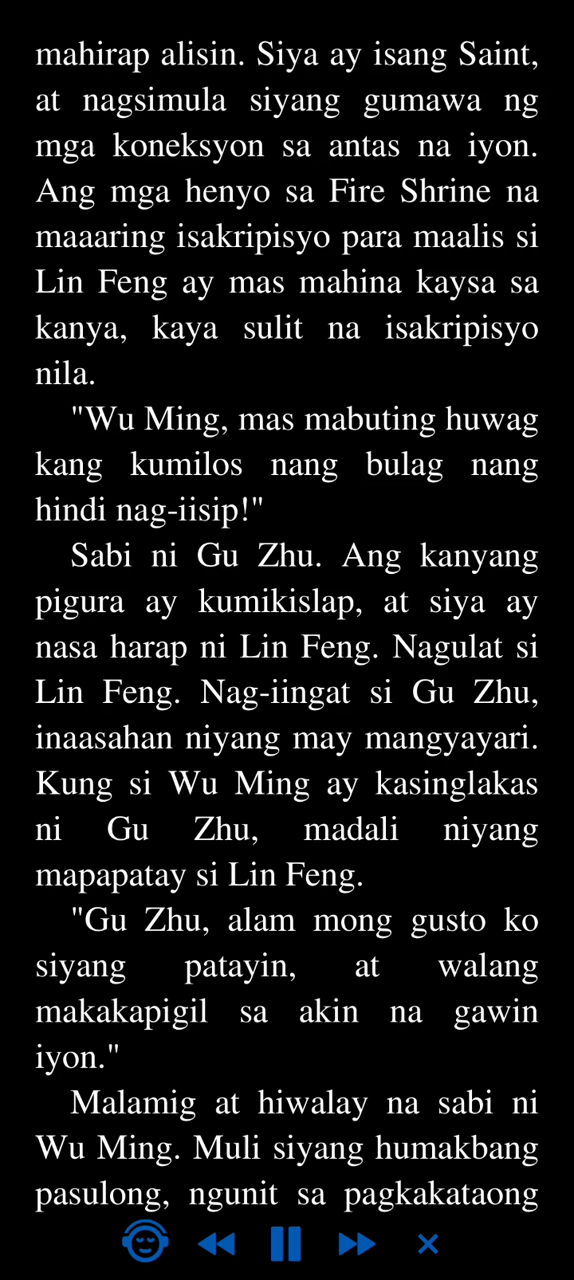 mahirap alisin. Siya ay isang Saint,
at nagsimula siyang gumawa ng
mga koneksyon sa antas na iyon.
Ang mga henyo sa Fire Shrine na
maaaring isakripisyo para maalis si
Lin Feng ay mas mahina kaysa sa
kanya, kaya sulit na isakripisyo
nila.
"Wu Ming, mas mabuting huwag
kang kumilos nang bulag nang
hindi nag-iisip!"
Sabi ni Gu Zhu. Ang kanyang
pigura ay kumikislap, at siya ay
nasa harap ni Lin Feng. Nagulat si
Lin Feng. Nag-iingat si Gu Zhu,
inaasahan niyang may mangyayari.
Kung si Wu Ming ay kasinglakas
ni Gu Zhu, madali niyang
mapapatay si Lin Feng.
"Gu Zhu, alam mong gusto ko
siyang patayin, at walang
makakapigil sa akin na gawin
iyon."
Malamig at hiwalay na sabi ni
Wu Ming. Muli siyang humakbang
pasulong, ngunit sa pagkakataong